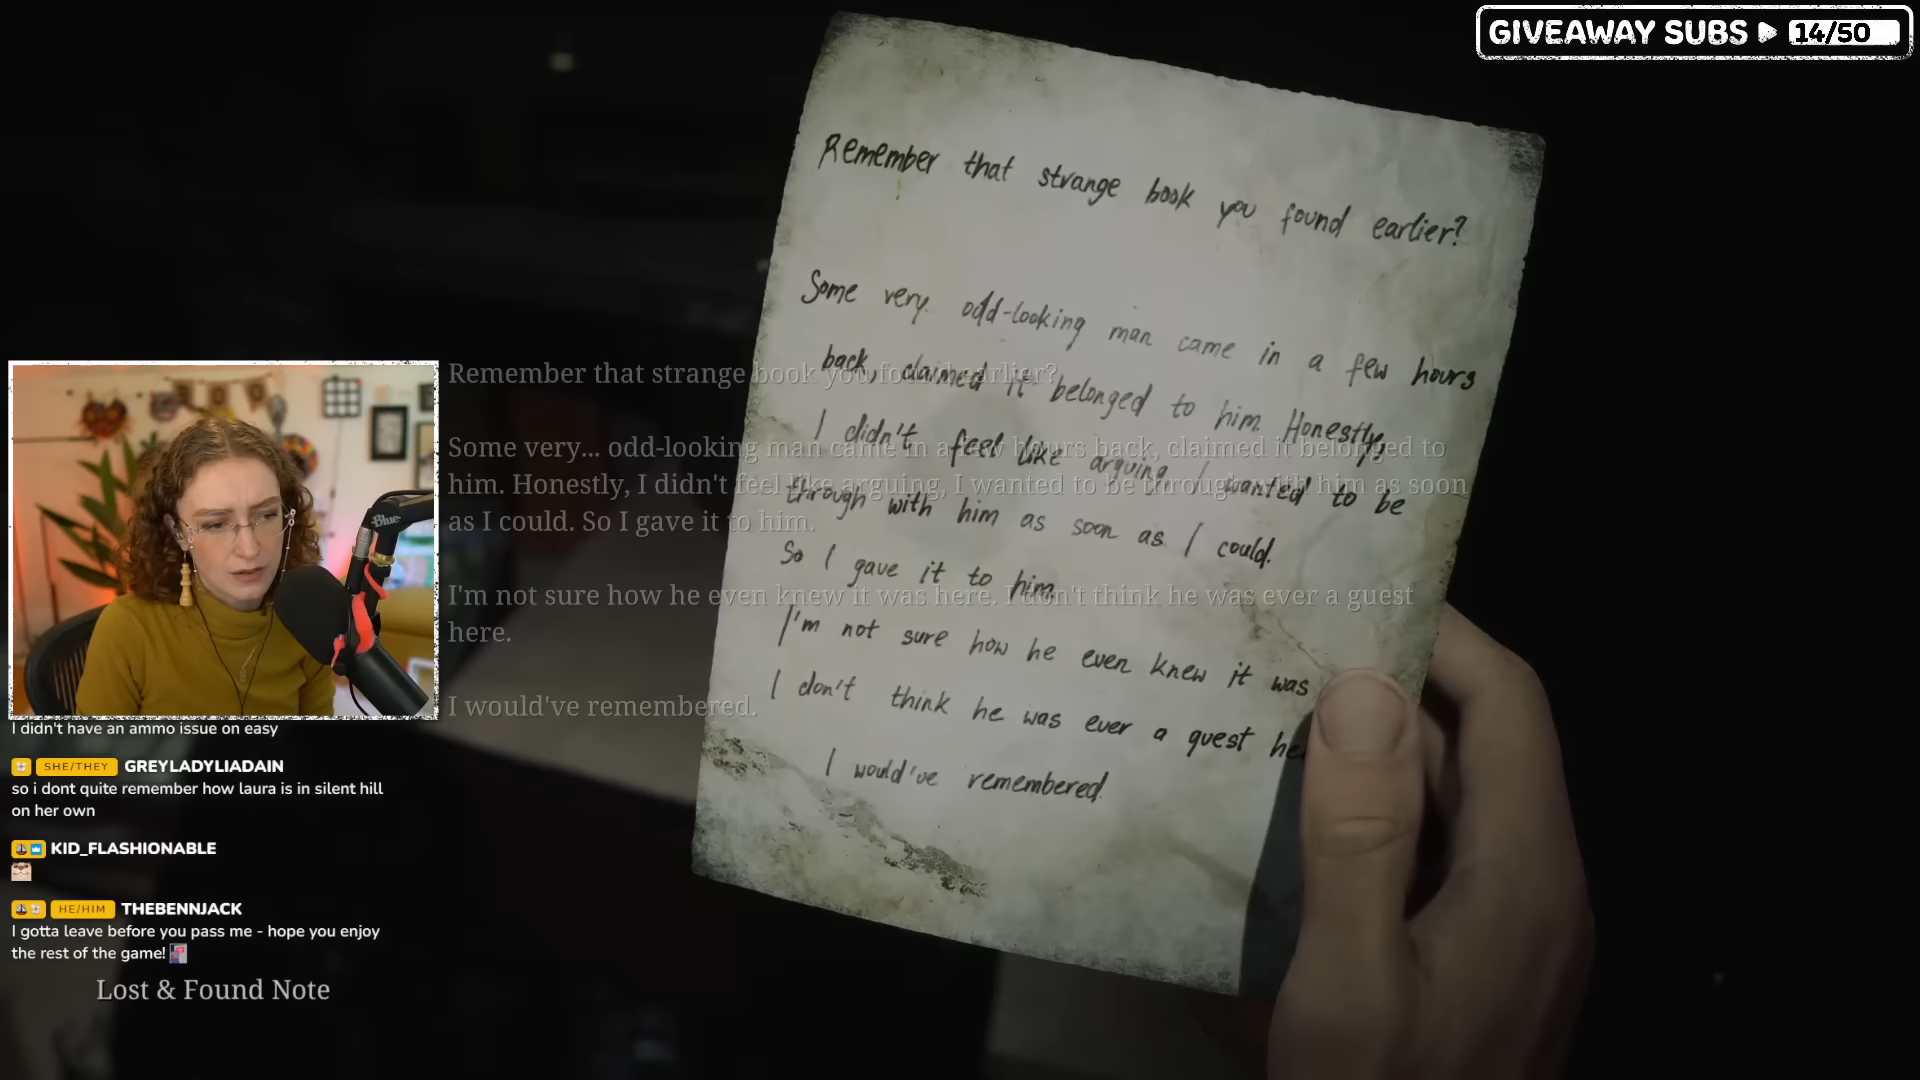 GIVEAWAY SUBS 14/50
Remember that strange book you found earlier?
Some very. odd-looking man came in a few hours
back, claimed it belonged to him. Honestly,
I didn't feel like arguing, I wanted to be
through with him as soon as I could.
So I gave it to him.
I'm not sure how he even knew it was
I don't think he was ever a guest he
I would've remembered.
Remember that strange book you found earlier?
Some very... odd-looking man came in a few hours back, claimed it belonged to
him. Honestly, I didn't feel like arguing, I wanted to be through with him as soon
as I could. So I gave it to him.
I'm not sure how he even knew it was here. I don't think he was ever a guest
here.
I would've remembered.
Blue
I didn't have an ammo issue on easy
SHE/THEY GREYLADYLIADAIN
so i dont quite remember how laura is in silent hill
on her own
KID_FLASHIONABLE
HE/HIM THEBENNJACK
I gotta leave before you pass me - hope you enjoy
the rest of the game!
Lost & Found Note